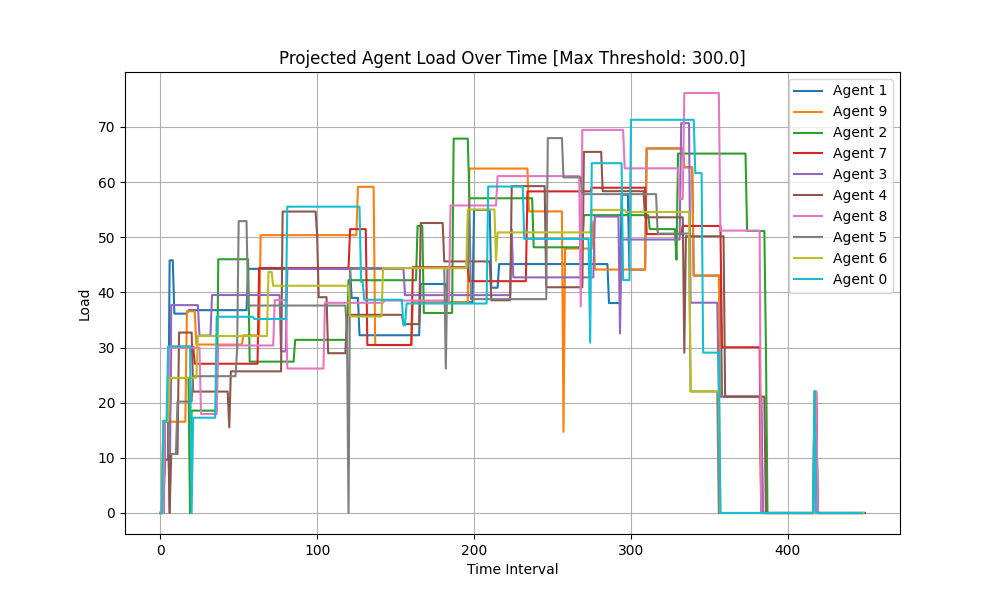 Projected Agent Load Over Time [Max Threshold: 300.0]
Load
70
60
50
40
30
20
10
0
0 100 200 300 400
Time Interval
Agent 1
Agent 9
Agent 2
Agent 7
Agent 3
Agent 4
Agent 8
Agent 5
Agent 6
Agent 0